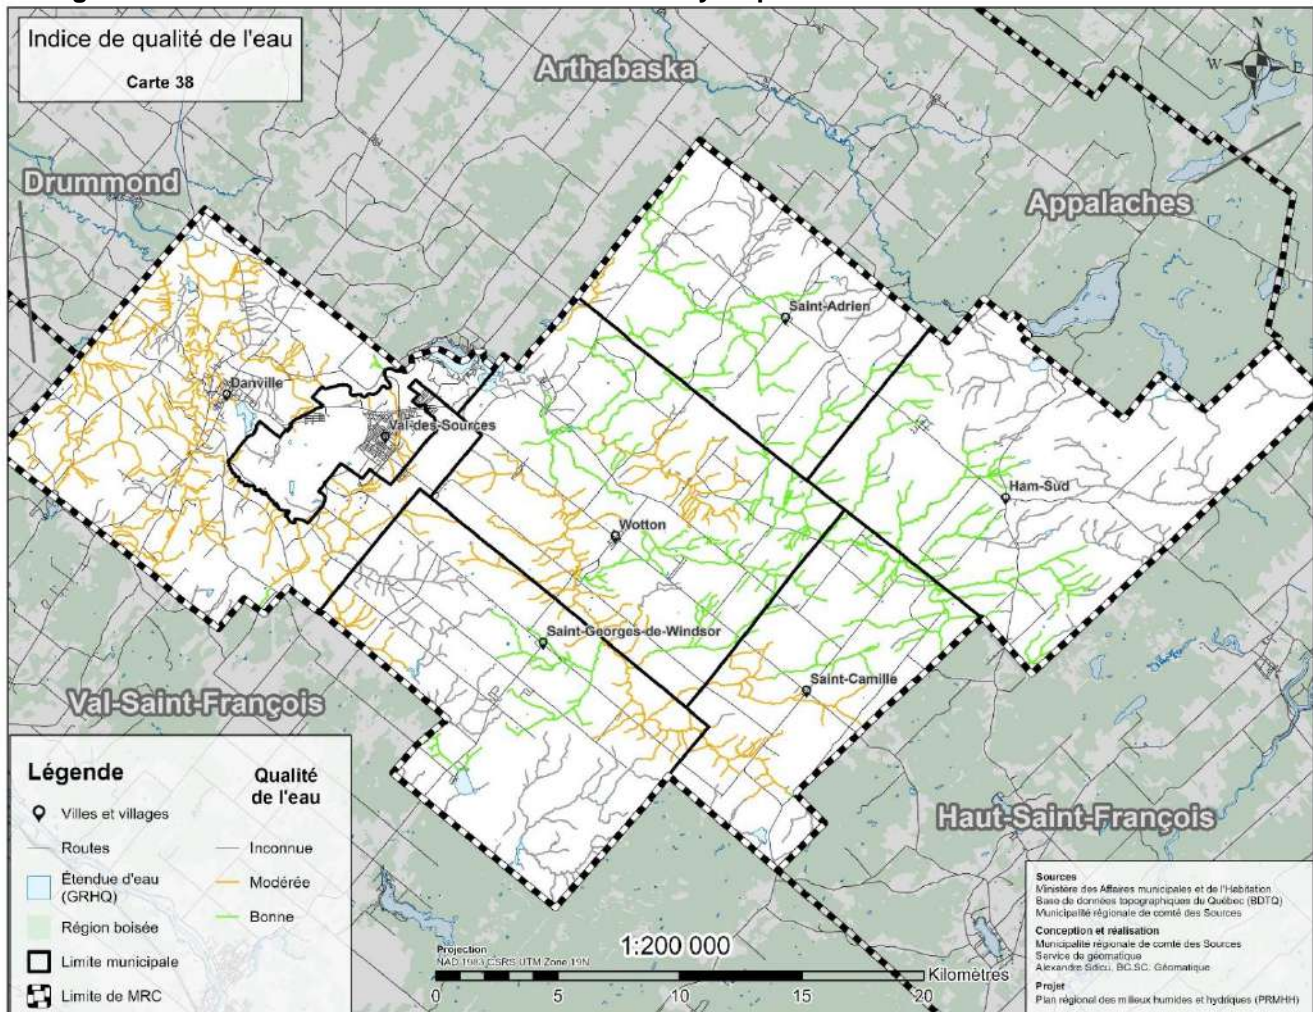 Indice de qualité de l'eau
Carte 38
Arthabaska
Drummond
Appalaches
N
W
E
S
Saint-Adrien
Danville
Val-des-Sources
Ham-Sud
Wotton
Saint-Georges-de-Windsor
Saint-Camille
Val-Saint-François
Haut-Saint-François
Légende
Villes et villages
Routes
Étendue d'eau
(GRHQ)
Région boisée
Limite municipale
Limite de MRC
Qualité
de l'eau
Inconnue
Modérée
Bonne
Projection
NAD 1983 CSRS UTM Zone 19N
1:200 000
Kilomètres
0 5 10 15 20
Sources
Ministère des Affaires municipales et de l'Habitation
Base de données topographiques du Québec (BDTQ)
Municipalité régionale de comté des Sources
Conception et réalisation
Municipalité régionale de comté des Sources
Service de géomatique
Alexandre Sdicu, BC.SC. Géomatique
Projet
Plan régional des milieux humides et hydriques (PRMHH)